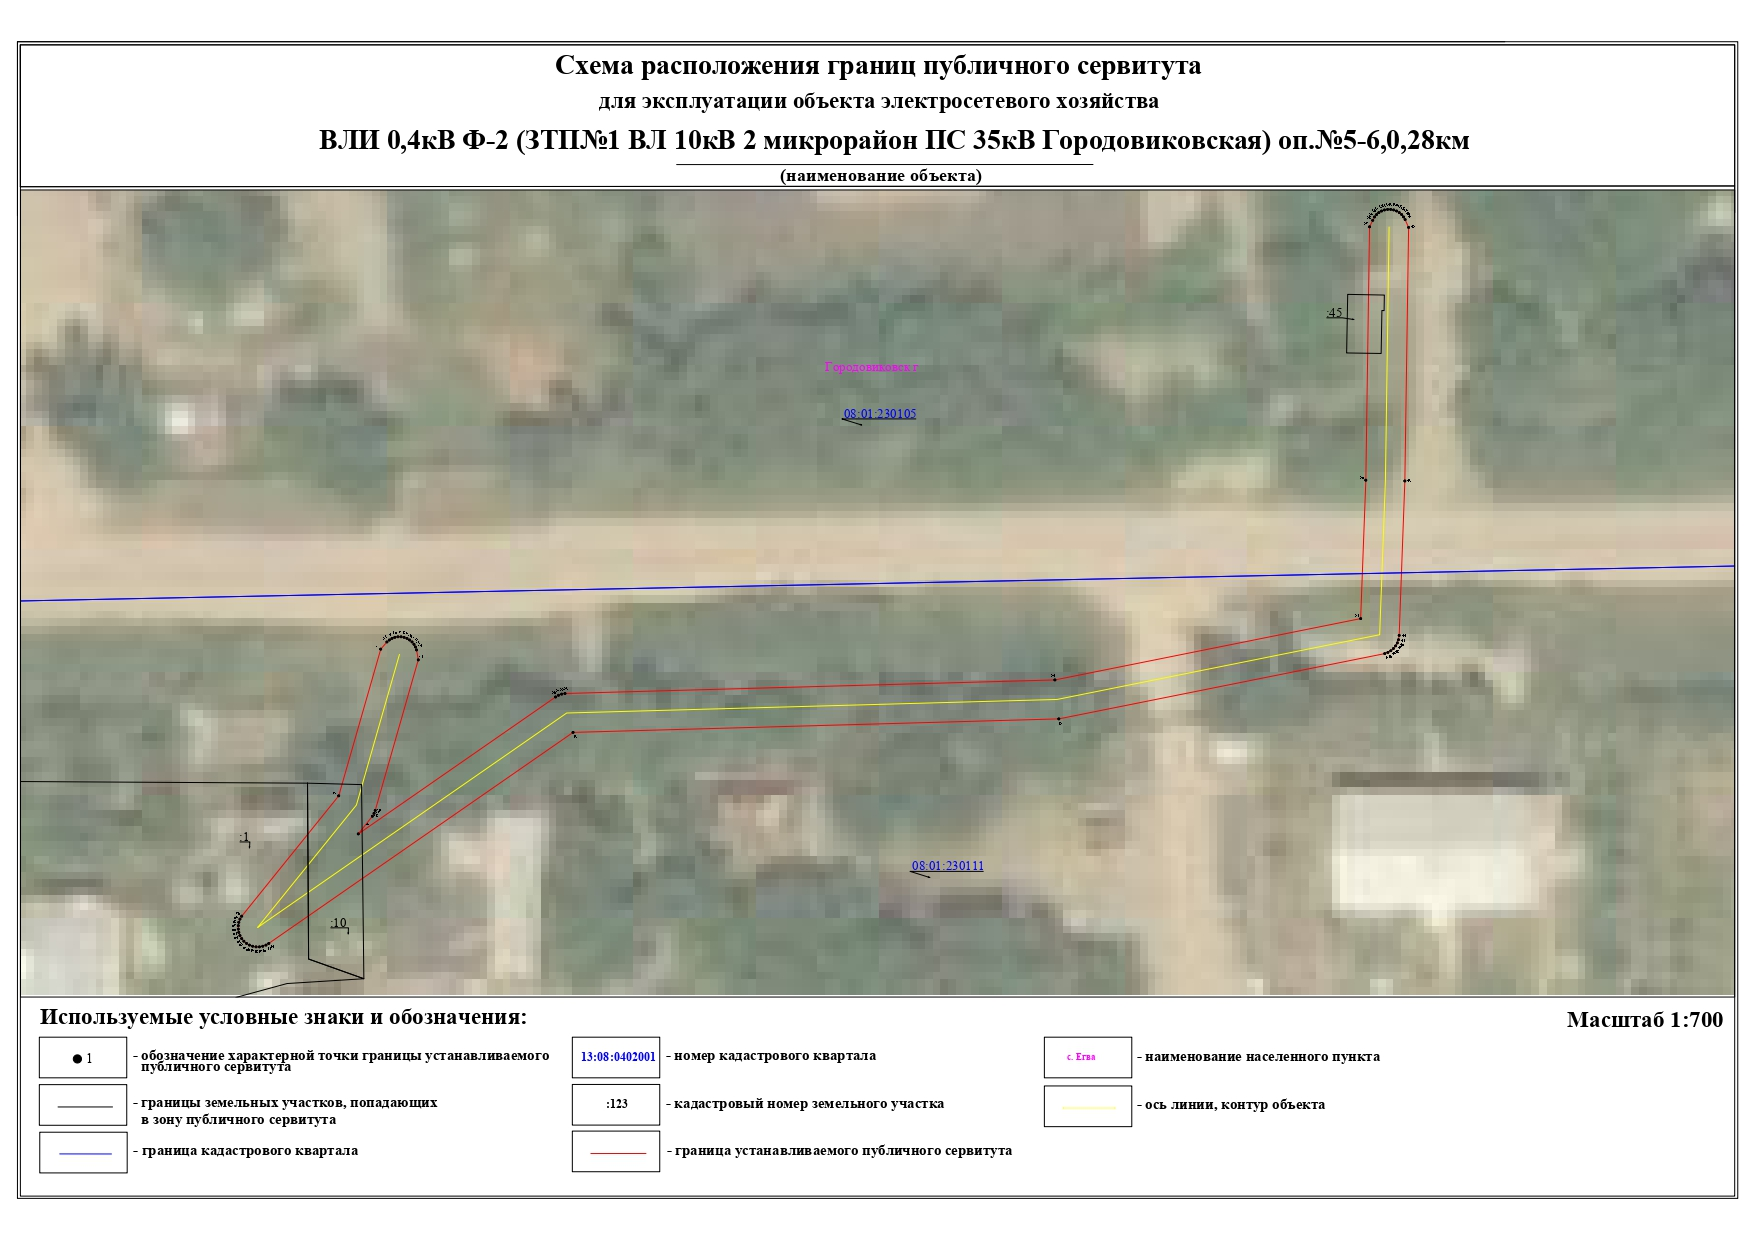 Схема расположения границ публичного сервитута
для эксплуатации объекта электросетевого хозяйства
ВЛИ 0,4кВ Ф-2 (ЗТП№1 ВЛ 10кВ 2 микрорайон ПС 35кВ Городовиковская) оп.№5-6,0,28км
(наименование объекта)
:45
Городовиковск г
08:01:230105
:1
08:01:230111
:10
Используемые условные знаки и обозначения:
Масштаб 1:700
1
- обозначение характерной точки границы устанавливаемого
публичного сервитута
13:08:0402001
- номер кадастрового квартала
с. Егва
- наименование населенного пункта
- границы земельных участков, попадающих
в зону публичного сервитута
:123
- кадастровый номер земельного участка
- ось линии, контур объекта
- граница кадастрового квартала
- граница устанавливаемого публичного сервитута